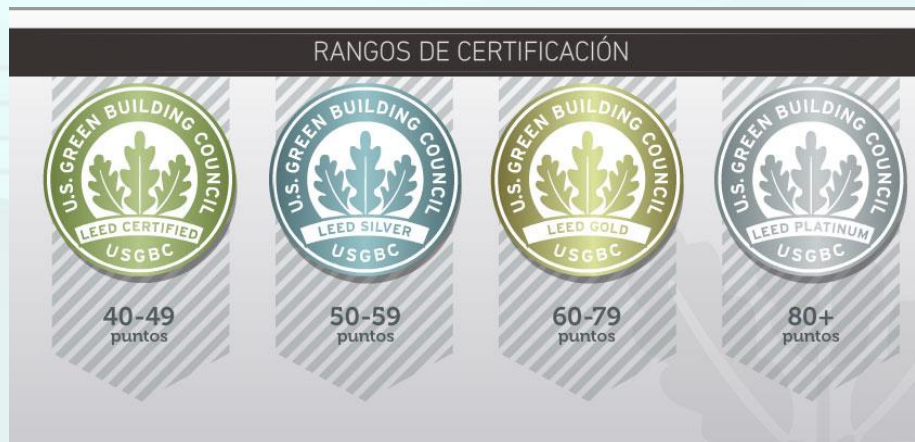 RANGOS DE CERTIFICACIÓN
U.S. GREEN BUILDING COUNCIL
LEED CERTIFIED
USGBC
40-49
puntos
U.S. GREEN BUILDING COUNCIL
LEED SILVER
USGBC
50-59
puntos
U.S. GREEN BUILDING COUNCIL
LEED GOLD
USGBC
60-79
puntos
U.S. GREEN BUILDING COUNCIL
LEED PLATINUM
USGBC
80+
puntos